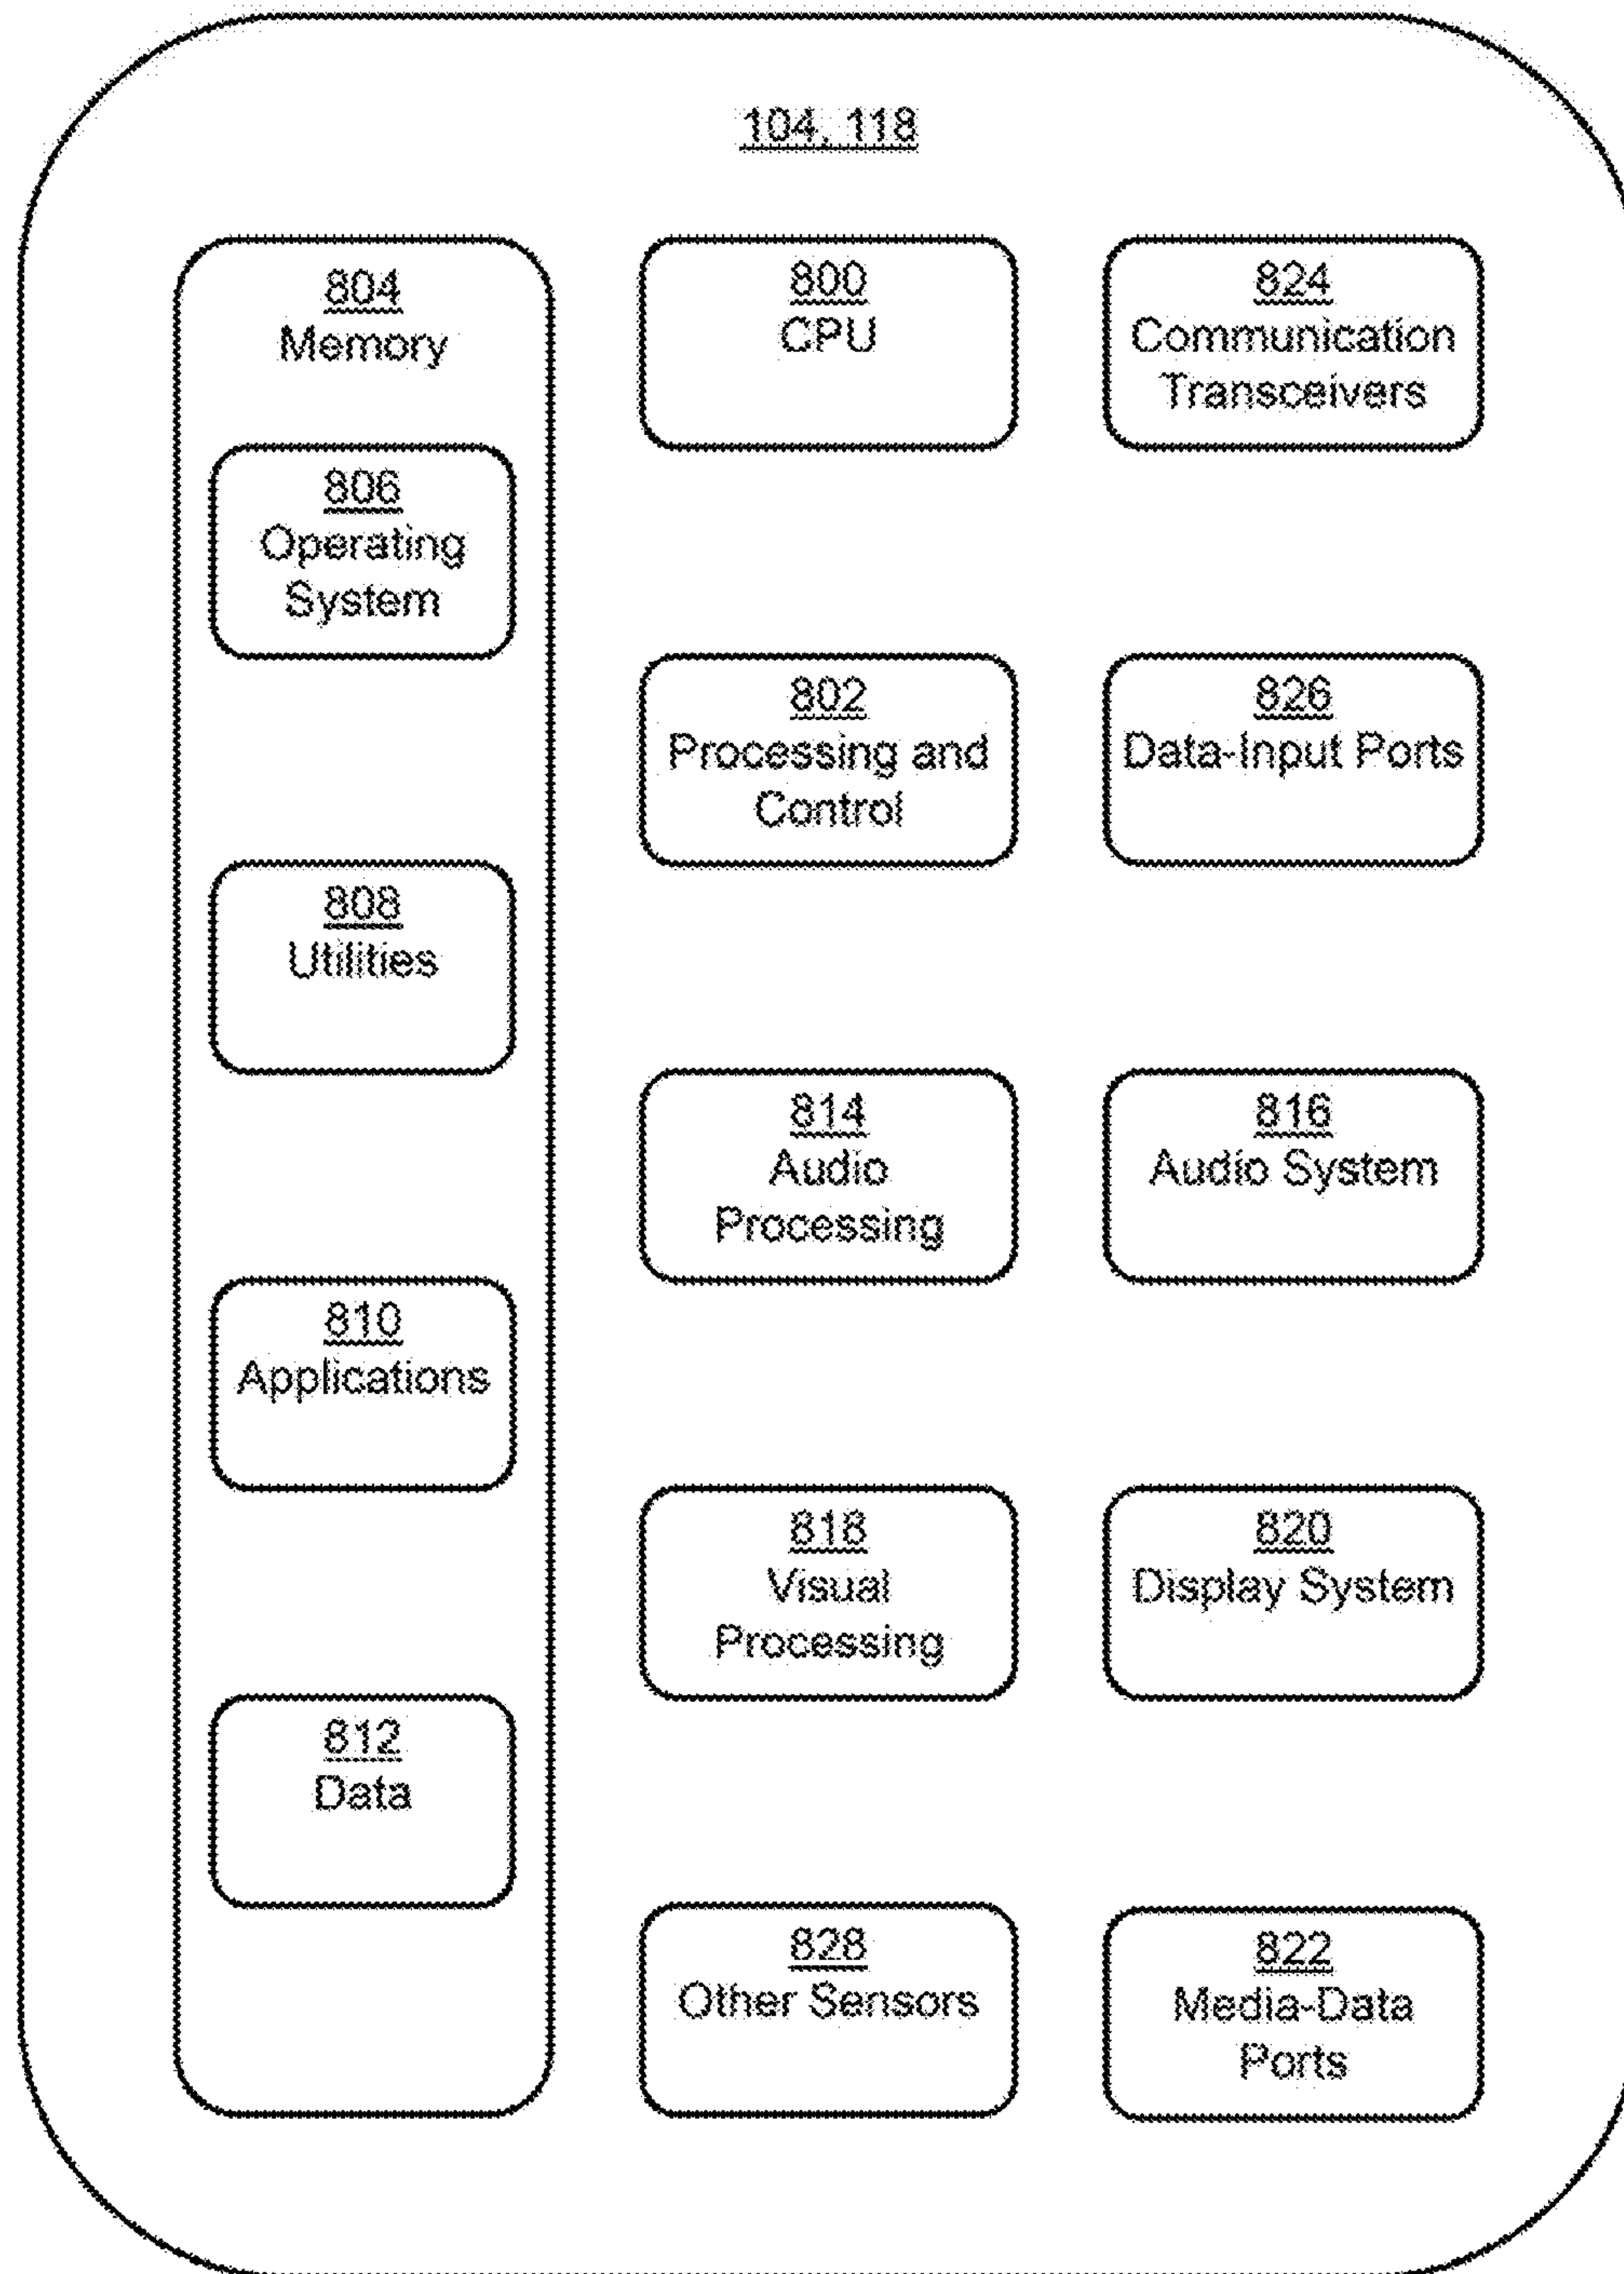 104, 118
804
Memory
806
Operating
System
808
Utilities
810
Applications
812
Data
800
CPU
802
Processing and
Control
814
Audio
Processing
818
Visual
Processing
828
Other Sensors
824
Communication
Transceivers
826
Data-Input Ports
816
Audio System
820
Display System
822
Media-Data
Ports